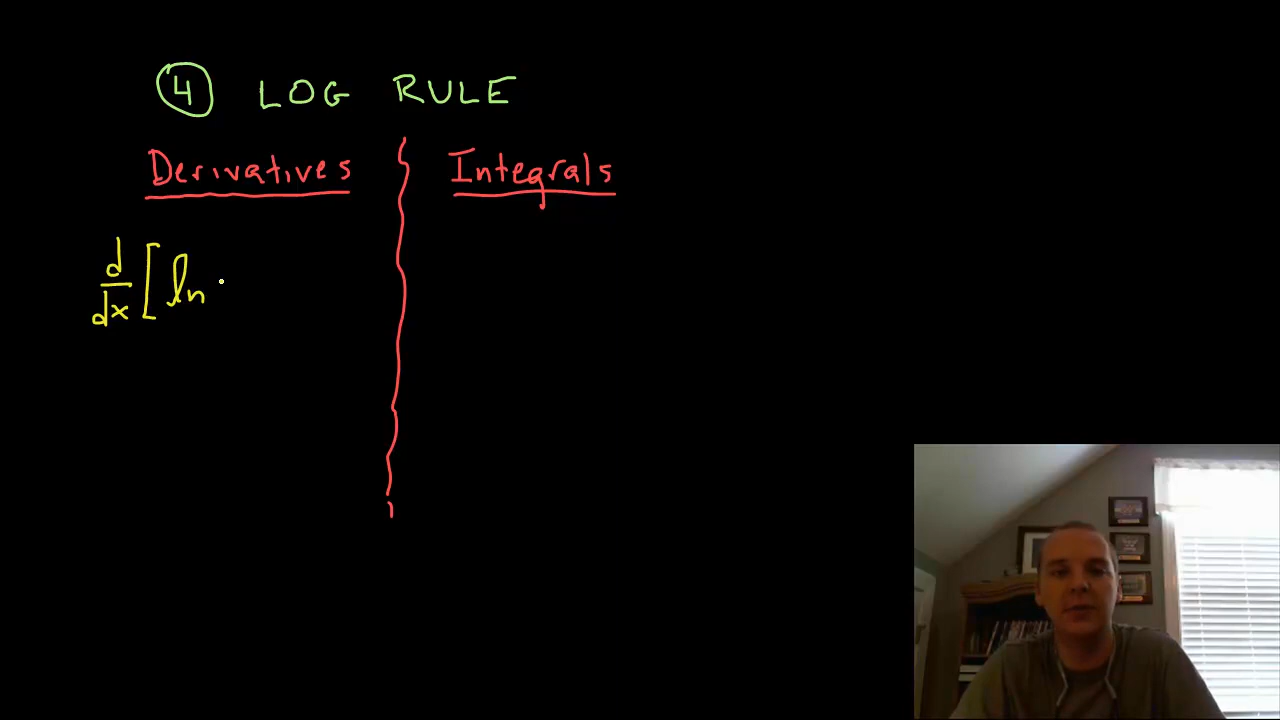 ④ LOG RULE
Derivatives Integrals
d/dx [ ln